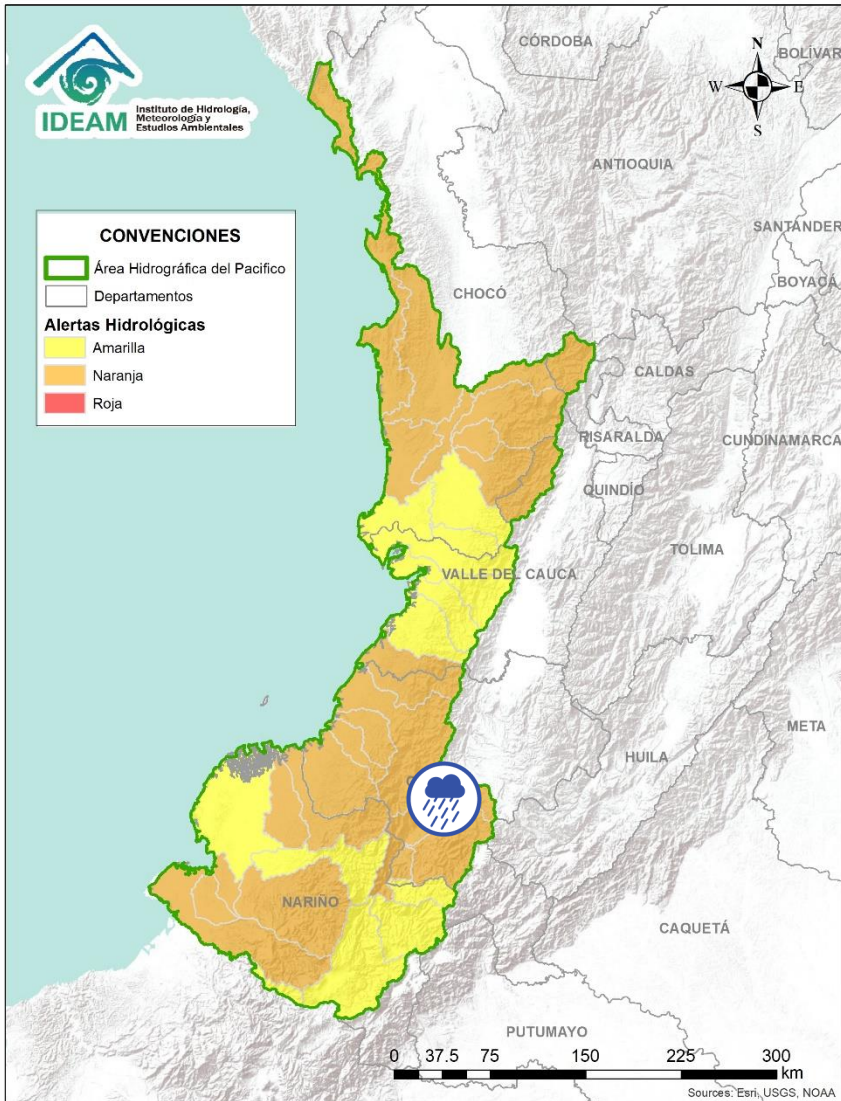 IDEAM
Instituto de Hidrología,
Meteorología y
Estudios Ambientales
N
W
E
S
CONVENCIONES
Área Hidrográfica del Pacifico
Departamentos
Alertas Hidrológicas
Amarilla
Naranja
Roja
CÓRDOBA
BOLÍVAR
ANTIOQUIA
SANTANDER
BOYACÁ
CHOCÓ
CALDAS
RISARALDA
CUNDINAMARCA
QUINDÍO
TOLIMA
VALLE DEL CAUCA
META
HUILA
NARIÑO
CAQUETÁ
PUTUMAYO
0 37.5 75 150 225 300
km
Sources: Esri, USGS, NOAA